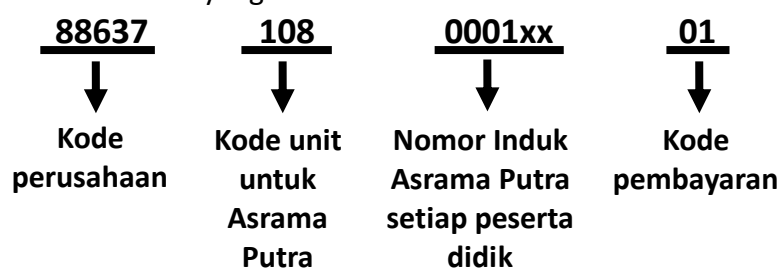 88637 108 0001xx 01
Kode perusahaan
Kode unit untuk Asrama Putra
Nomor Induk Asrama Putra setiap peserta didik
Kode pembayaran